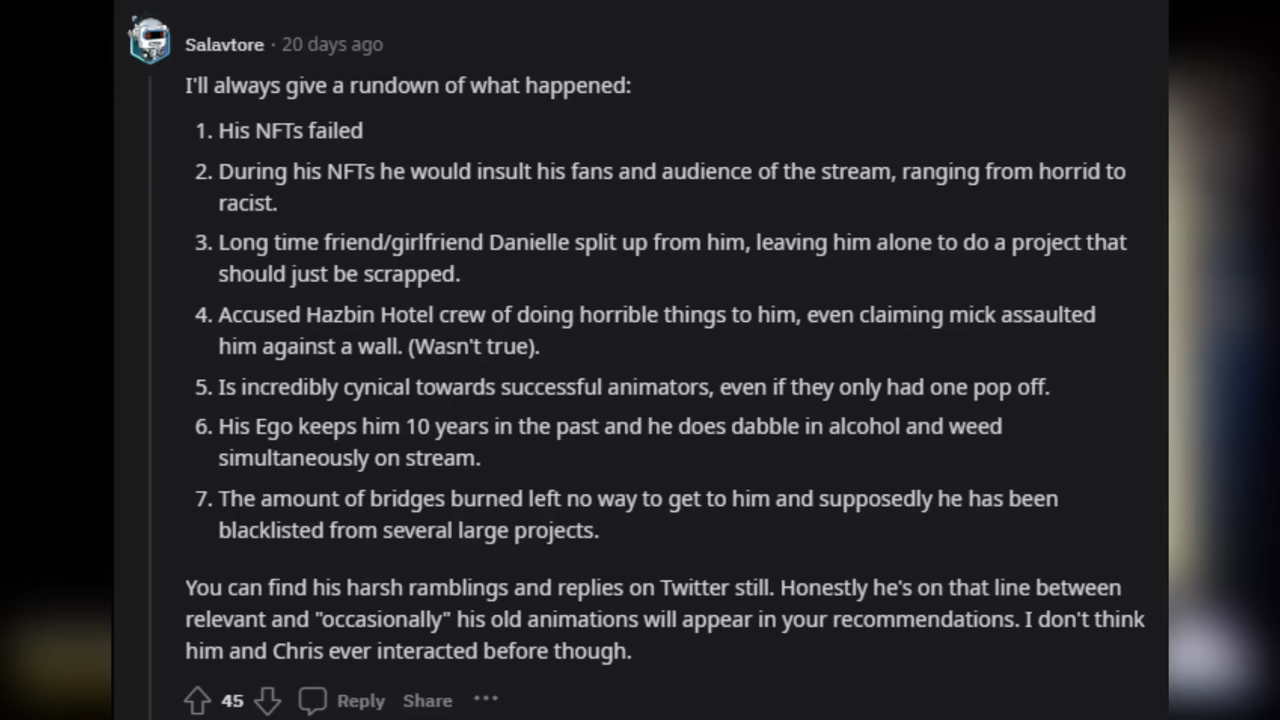 Salavtore · 20 days ago
I'll always give a rundown of what happened:
1. His NFTs failed
2. During his NFTs he would insult his fans and audience of the stream, ranging from horrid to
racist.
3. Long time friend/girlfriend Danielle split up from him, leaving him alone to do a project that
should just be scrapped.
4. Accused Hazbin Hotel crew of doing horrible things to him, even claiming mick assaulted
him against a wall. (Wasn't true).
5. Is incredibly cynical towards successful animators, even if they only had one pop off.
6. His Ego keeps him 10 years in the past and he does dabble in alcohol and weed
simultaneously on stream.
7. The amount of bridges burned left no way to get to him and supposedly he has been
blacklisted from several large projects.
You can find his harsh ramblings and replies on Twitter still. Honestly he's on that line between
relevant and "occasionally" his old animations will appear in your recommendations. I don't think
him and Chris ever interacted before though.
45 Reply Share ···